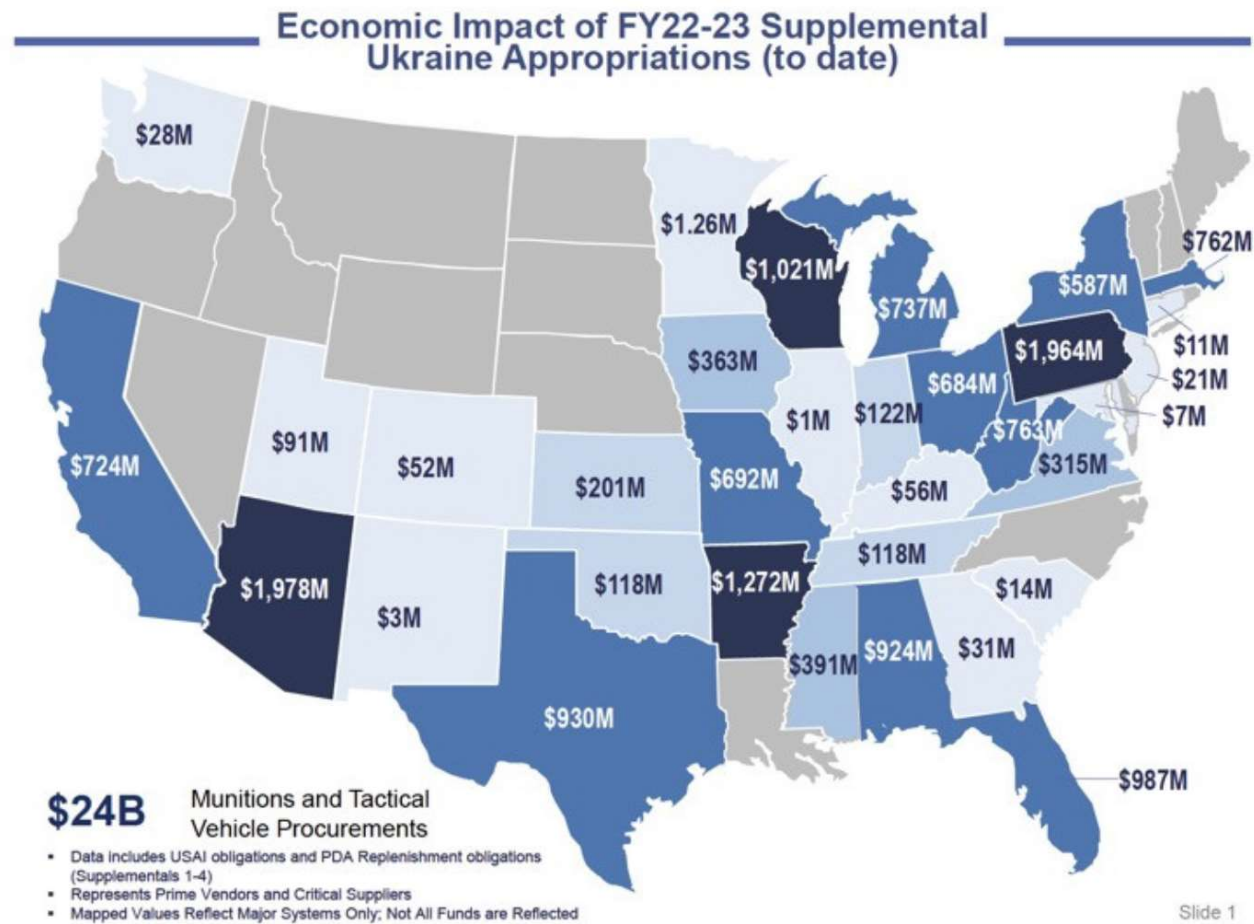 Economic Impact of FY22-23 Supplemental
Ukraine Appropriations (to date)
$28M
$1.26M
$1,021M
$762M
$587M
$737M
$363M
$1,964M
$11M
$684M
$21M
$1M
$122M
$7M
$91M
$763M
$724M
$52M
$692M
$315M
$201M
$56M
$118M
$1,978M
$118M
$1,272M
$14M
$3M
$391M
$924M
$31M
$930M
$987M
$24B
Munitions and Tactical
Vehicle Procurements
▪ Data includes USAI obligations and PDA Replenishment obligations
(Supplementals 1-4)
▪ Represents Prime Vendors and Critical Suppliers
▪ Mapped Values Reflect Major Systems Only; Not All Funds are Reflected
Slide 1